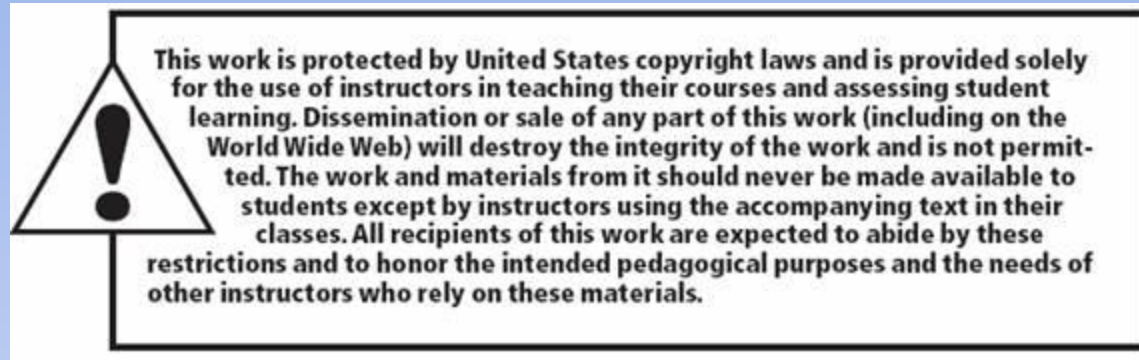 This work is protected by United States copyright laws and is provided solely
for the use of instructors in teaching their courses and assessing student
learning. Dissemination or sale of any part of this work (including on the
World Wide Web) will destroy the integrity of the work and is not permit-
ted. The work and materials from it should never be made available to
students except by instructors using the accompanying text in their
classes. All recipients of this work are expected to abide by these
restrictions and to honor the intended pedagogical purposes and the needs of
other instructors who rely on these materials.